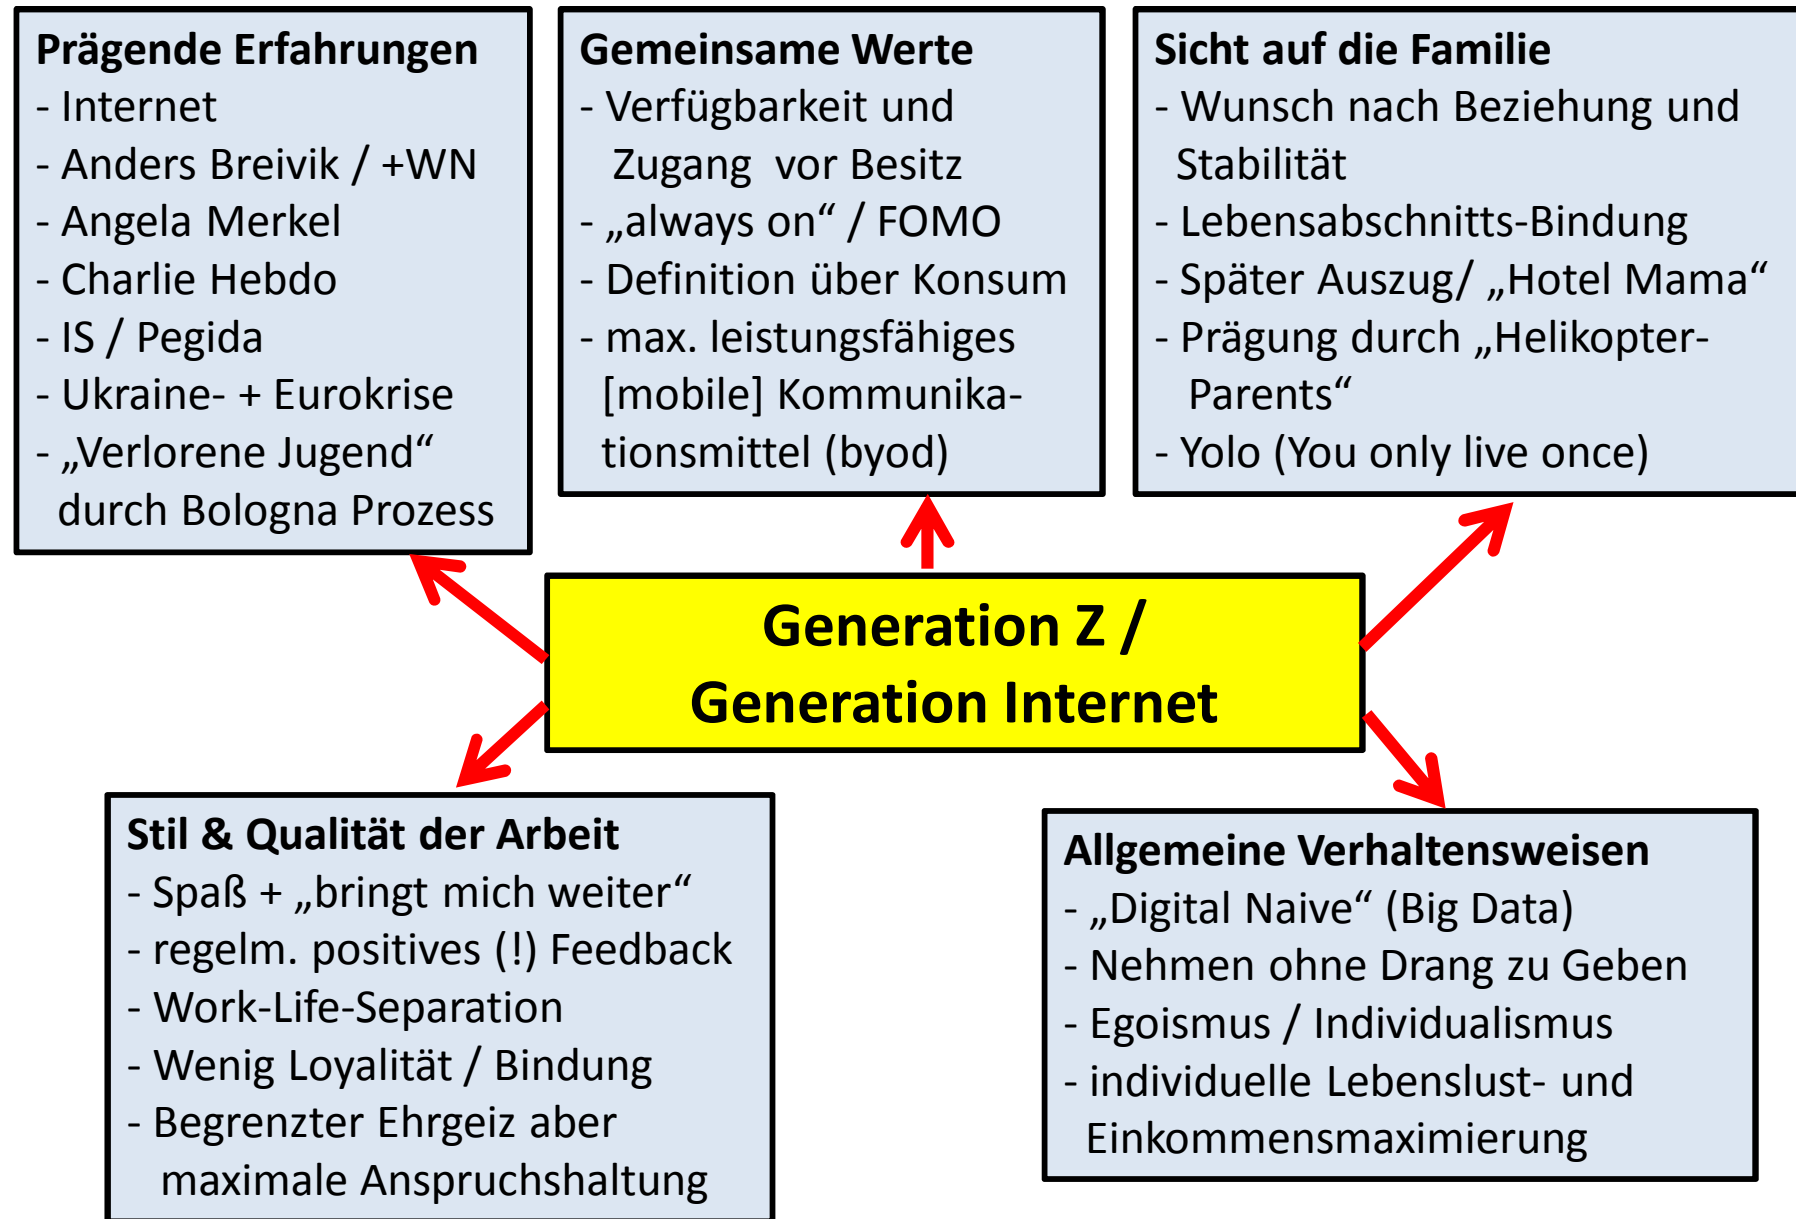 Prägende Erfahrungen
- Internet
- Anders Breivik / +WN
- Angela Merkel
- Charlie Hebdo
- IS / Pegida
- Ukraine- + Eurokrise
- „Verlorene Jugend“
durch Bologna Prozess
Gemeinsame Werte
- Verfügbarkeit und
Zugang vor Besitz
- „always on“ / FOMO
- Definition über Konsum
- max. leistungsfähiges
[mobile] Kommunika-
tionsmittel (byod)
Sicht auf die Familie
- Wunsch nach Beziehung und
Stabilität
- Lebensabschnitts-Bindung
- Später Auszug/ „Hotel Mama“
- Prägung durch „Helikopter-
Parents“
- Yolo (You only live once)
Generation Z /
Generation Internet
Stil & Qualität der Arbeit
- Spaß + „bringt mich weiter“
- regelm. positives (!) Feedback
- Work-Life-Separation
- Wenig Loyalität / Bindung
- Begrenzter Ehrgeiz aber
maximale Anspruchshaltung
Allgemeine Verhaltensweisen
- „Digital Naive“ (Big Data)
- Nehmen ohne Drang zu Geben
- Egoismus / Individualismus
- individuelle Lebenslust- und
Einkommensmaximierung